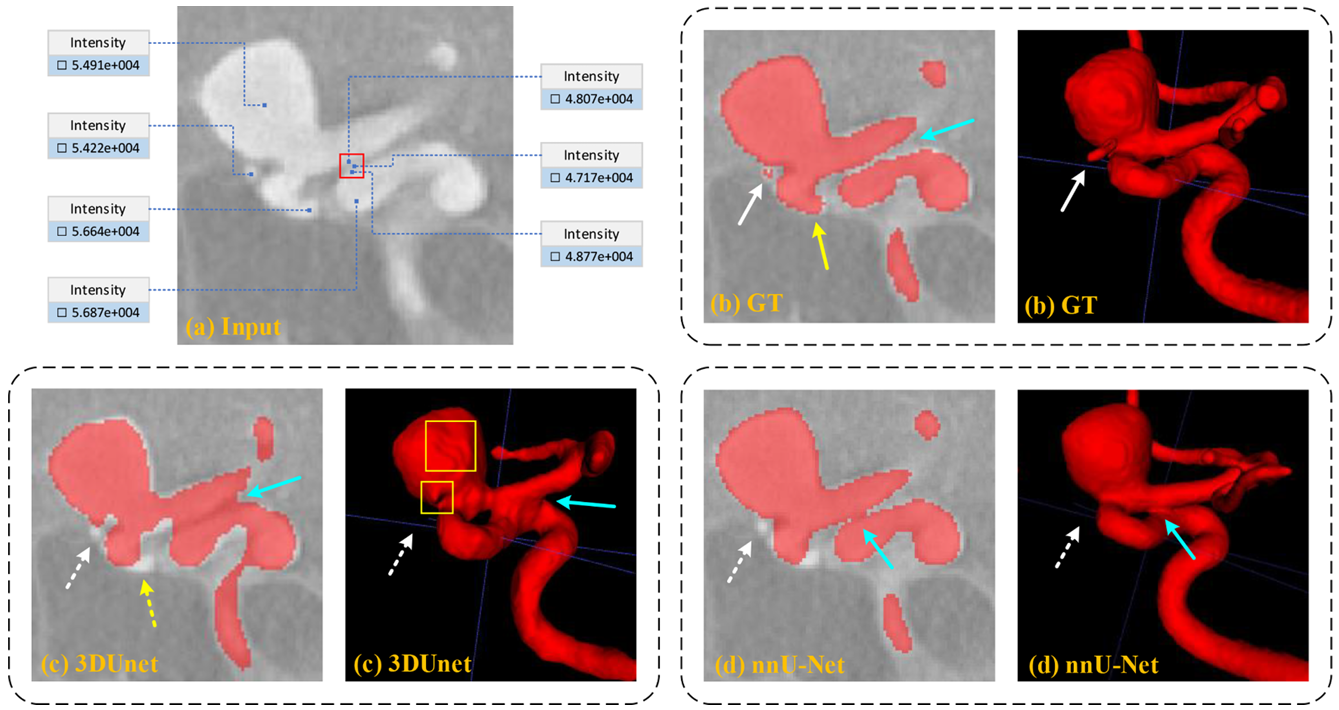 Intensity
☐ 5.491e+004
Intensity
☐ 5.422e+004
Intensity
☐ 5.664e+004
Intensity
☐ 5.687e+004
Intensity
☐ 4.807e+004
Intensity
☐ 4.717e+004
Intensity
☐ 4.877e+004
(a) Input
(b) GT
(b) GT
(c) 3DUnet
(c) 3DUnet
(d) nnU-Net
(d) nnU-Net